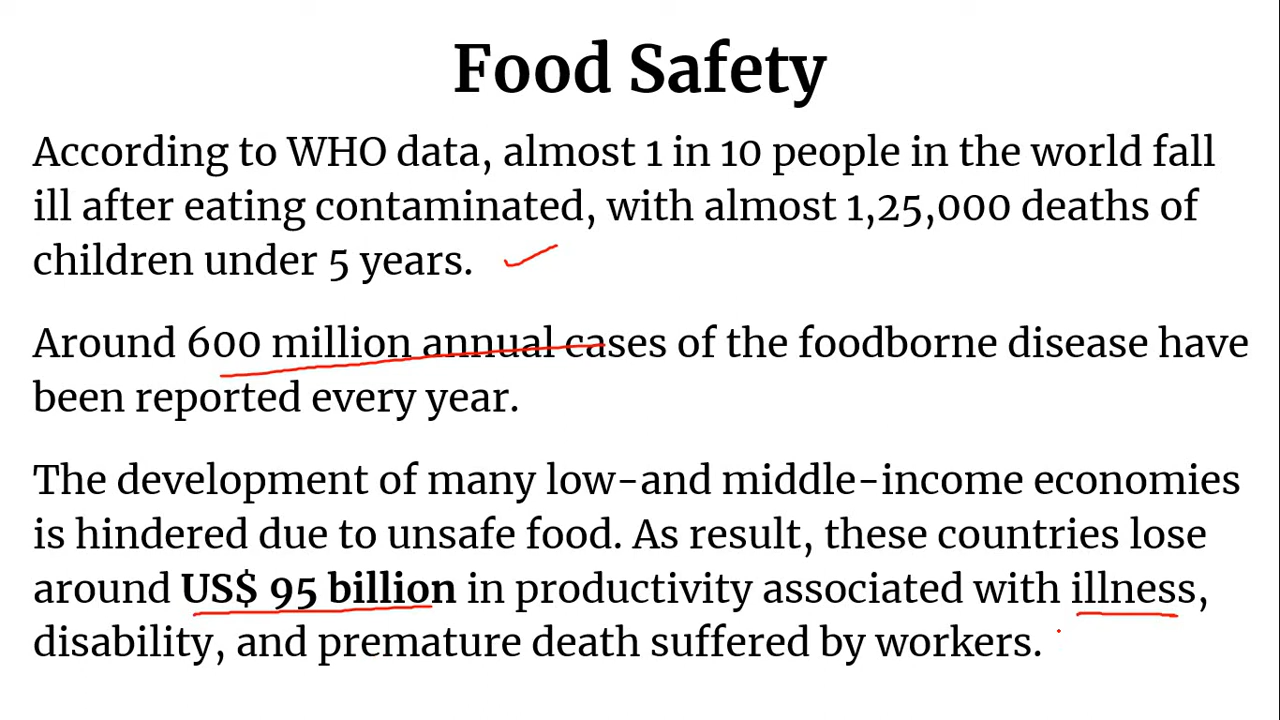 Food Safety
According to WHO data, almost 1 in 10 people in the world fall
ill after eating contaminated, with almost 1,25,000 deaths of
children under 5 years.
Around 600 million annual cases of the foodborne disease have
been reported every year.
The development of many low-and middle-income economies
is hindered due to unsafe food. As result, these countries lose
around US$ 95 billion in productivity associated with illness,
disability, and premature death suffered by workers.